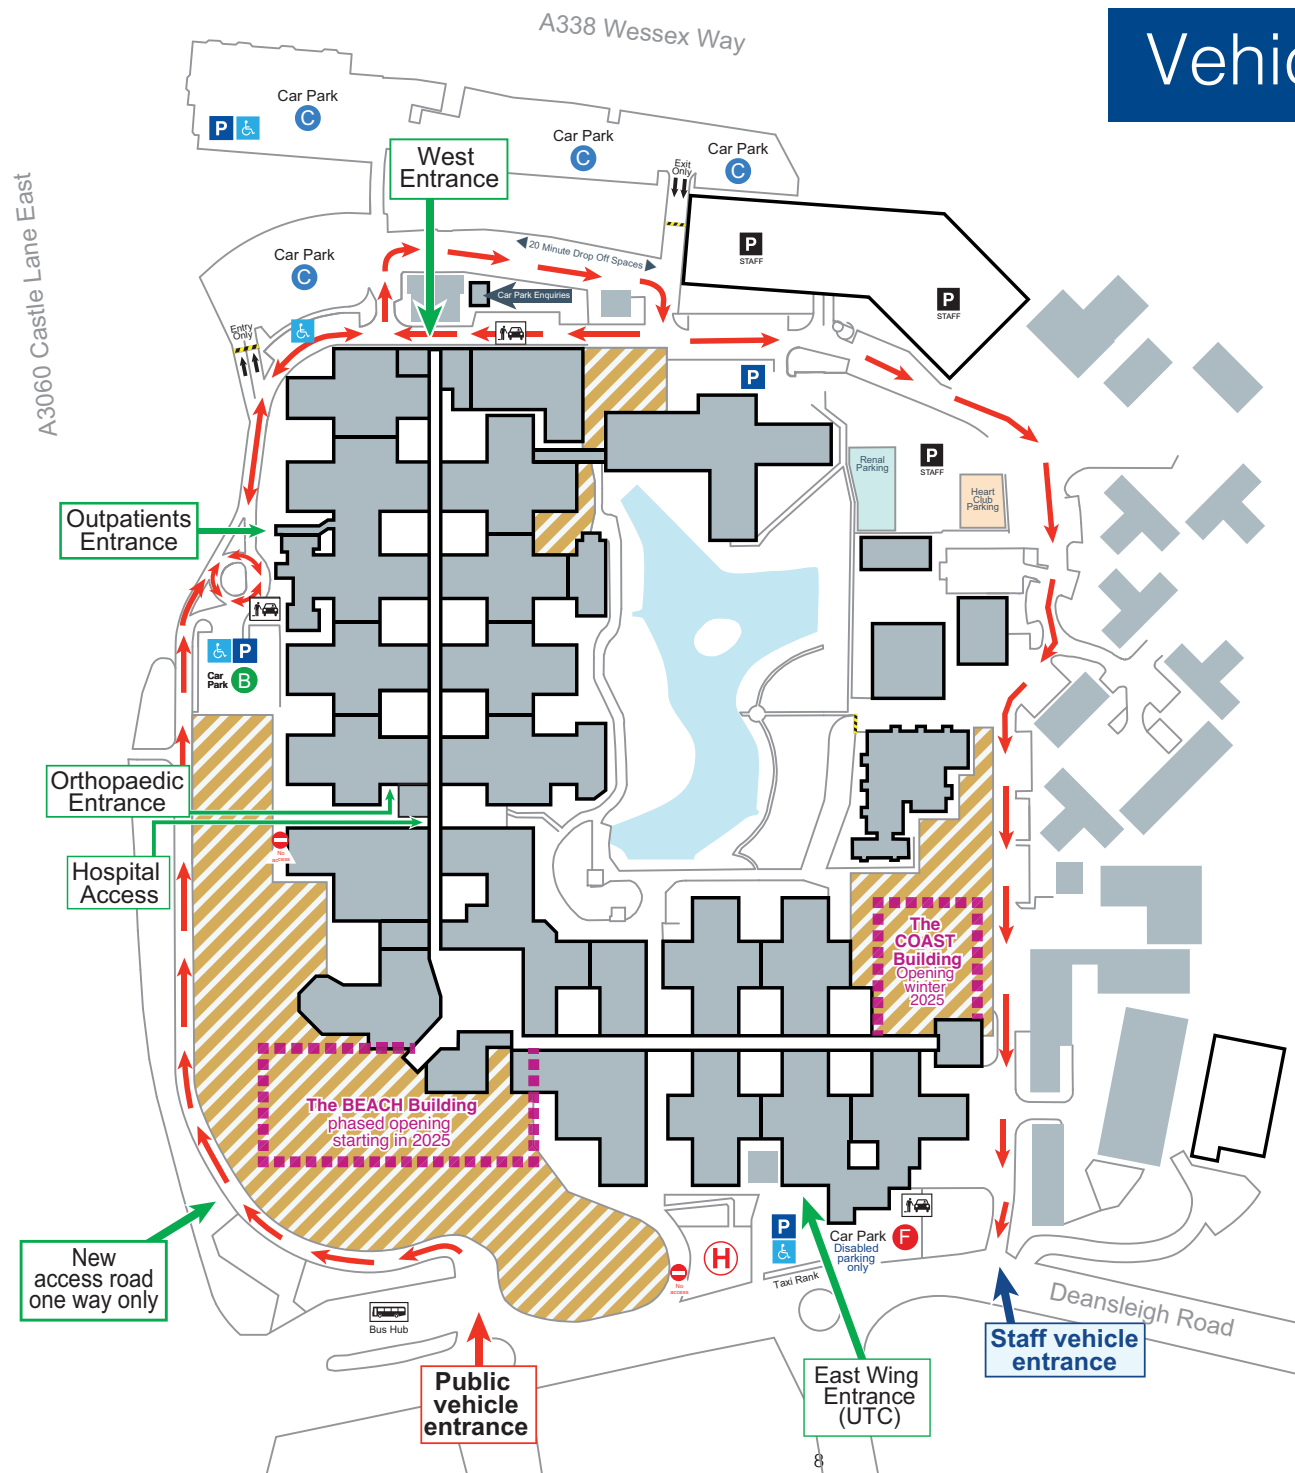 A338 Wessex Way
Vehic
A3060 Castle Lane East
Car Park
C
P
Car Park
C
Car Park
C
West
Entrance
Exit
Only
Car Park
C
20 Minute Drop Off Spaces
P
STAFF
P
STAFF
Car Park Enquiries
Entry
Only
P
Renal
Parking
P
STAFF
Heart
Club
Parking
Outpatients
Entrance
P
Car
Park
B
Orthopaedic
Entrance
Hospital
Access
No
access
The
COAST
Building
Opening
winter
2025
The BEACH Building
phased opening
starting in 2025
New
access road
one way only
Bus Hub
Public
vehicle
entrance
No
access
H
P
Taxi Rank
Car Park
F
Disabled
parking
only
East Wing
Entrance
(UTC)
Staff vehicle
entrance
Deansleigh Road
8